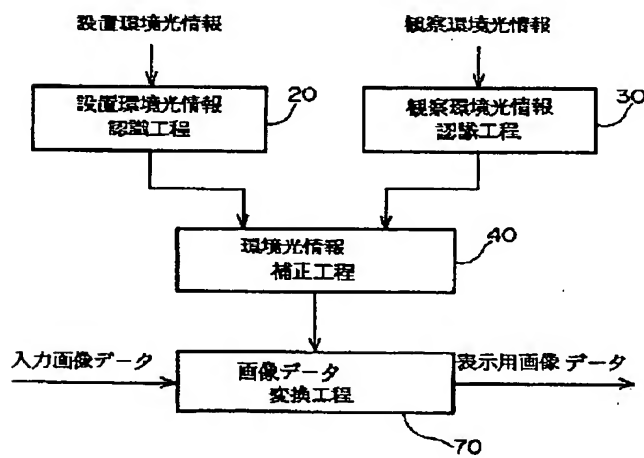 設置環境光情報
観察環境光情報
設置環境光情報
認識工程
20
観察環境光情報
認識工程
30
環境光情報
補正工程
40
入力画像データ
画像データ
変換工程
表示用画像データ
70